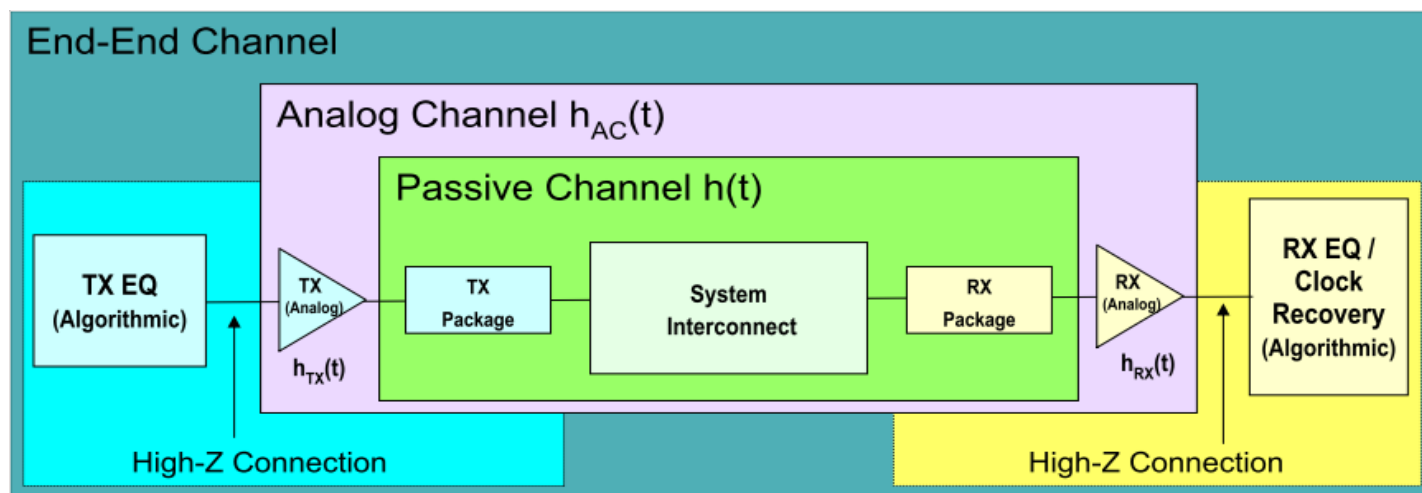 End-End Channel
Analog Channel h_AC(t)
Passive Channel h(t)
TX EQ
(Algorithmic)
TX
(Analog)
h_TX(t)
TX
Package
System
Interconnect
RX
Package
RX
(Analog)
h_RX(t)
RX EQ /
Clock
Recovery
(Algorithmic)
High-Z Connection
High-Z Connection